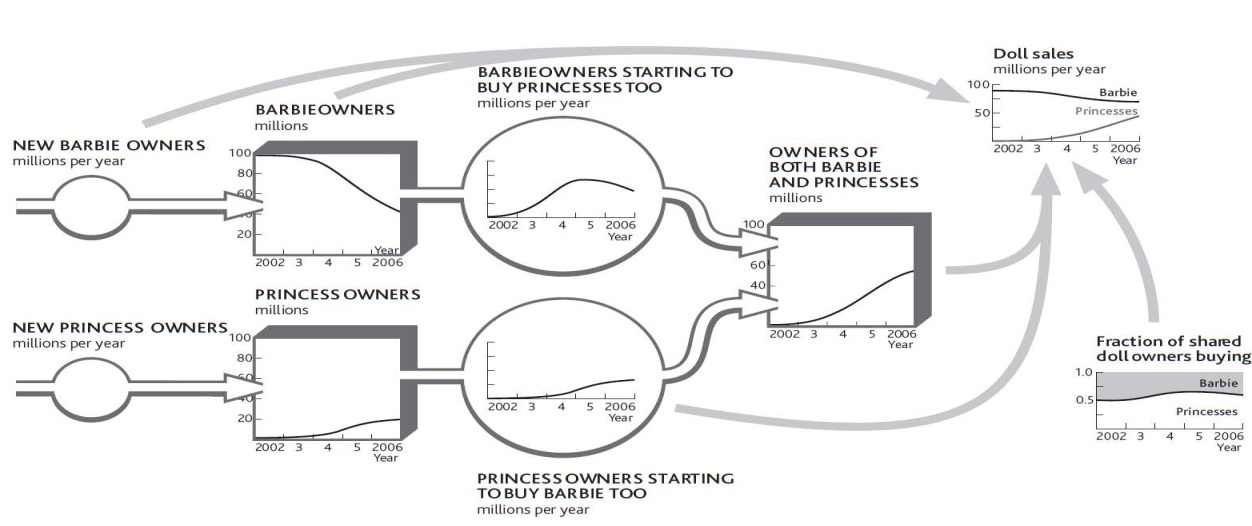 NEW BARBIE OWNERS
millions per year
BARBIEOWNERS
millions
100
80
60
40
20
Year
2002 3 4 5 2006
BARBIEOWNERS STARTING TO
BUY PRINCESSES TOO
millions per year
2002 3 4 5 2006
Year
OWNERS OF
BOTH BARBIE
AND PRINCESSES
millions
100
60
40
2002 3 4 5 2006
Year
Doll sales
millions per year
100
Barbie
Princesses
50
2002 3 4 5 2006
Year
NEW PRINCESS OWNERS
millions per year
PRINCESS OWNERS
millions
100
80
60
40
20
2002 3 4 5 2006
Year
2002 3 4 5 2006
Year
PRINCESS OWNERS STARTING
TO BUY BARBIE TOO
millions per year
Fraction of shared
doll owners buying
1.0
Barbie
0.5
Princesses
2002 3 4 5 2006
Year